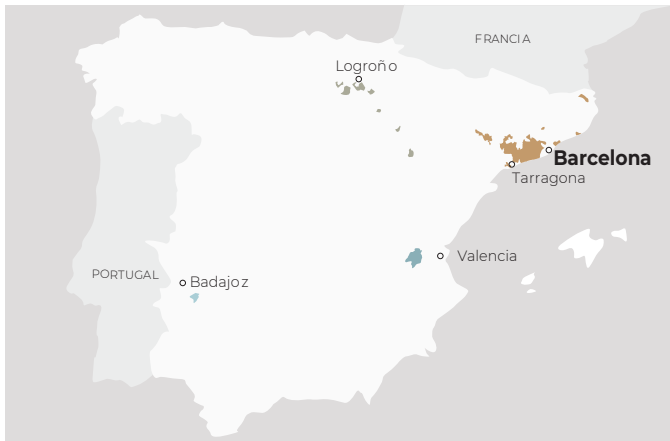 FRANCIA
Logroño
Barcelona
Tarragona
Valencia
PORTUGAL
Badajoz